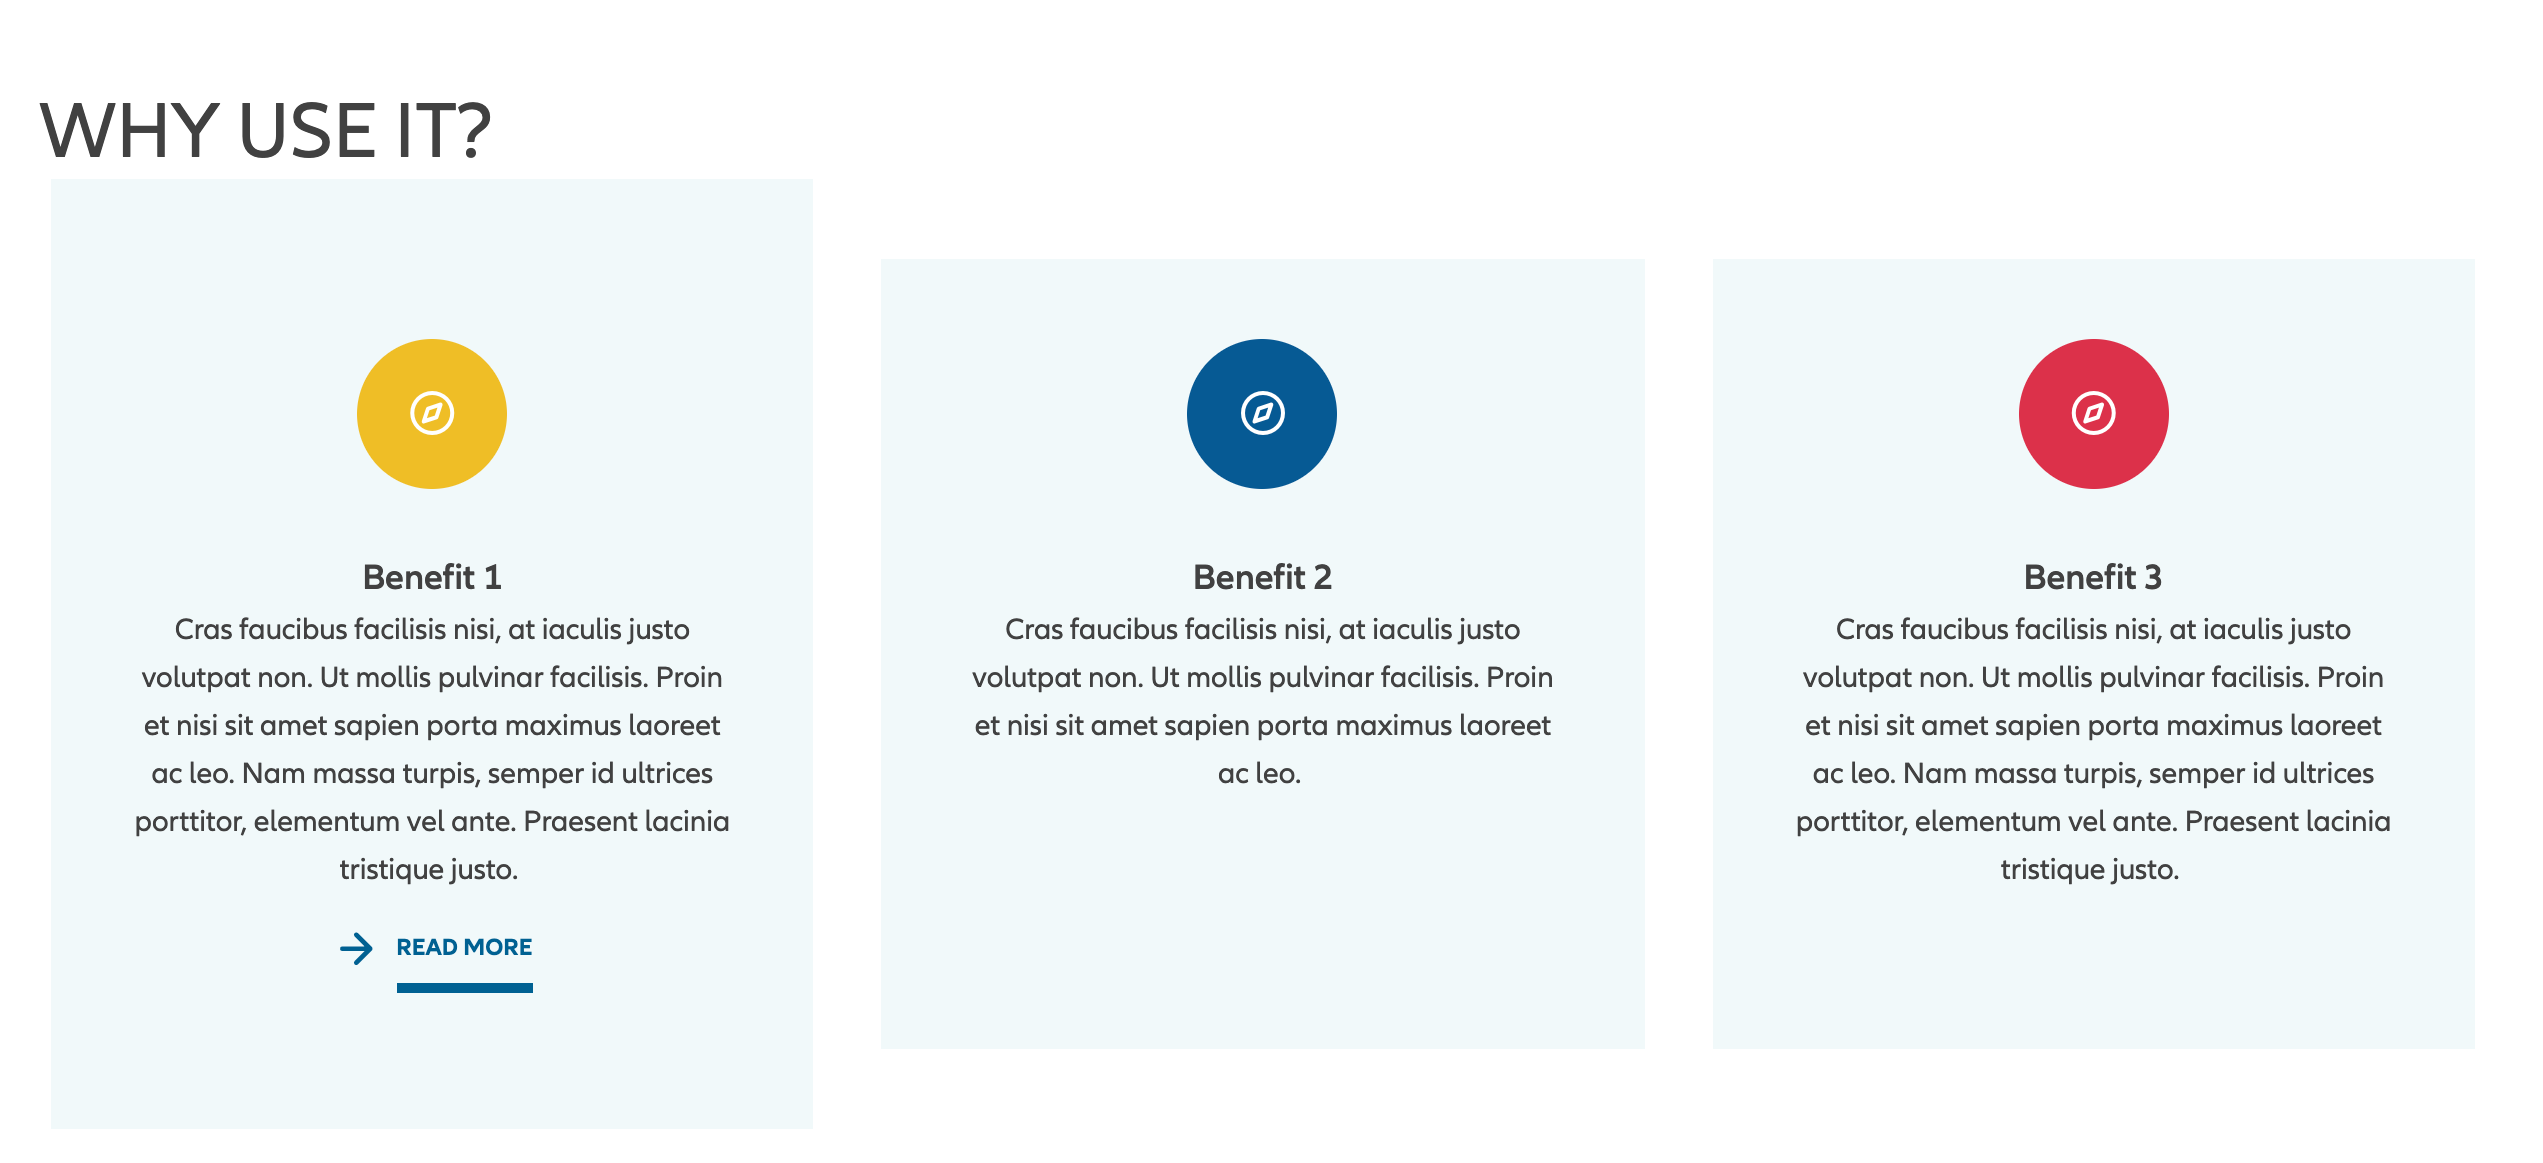 WHY USE IT?
Benefit 1
Cras faucibus facilisis nisi, at iaculis justo
volutpat non. Ut mollis pulvinar facilisis. Proin
et nisi sit amet sapien porta maximus laoreet
ac leo. Nam massa turpis, semper id ultrices
porttitor, elementum vel ante. Praesent lacinia
tristique justo.
READ MORE
Benefit 2
Cras faucibus facilisis nisi, at iaculis justo
volutpat non. Ut mollis pulvinar facilisis. Proin
et nisi sit amet sapien porta maximus laoreet
ac leo.
Benefit 3
Cras faucibus facilisis nisi, at iaculis justo
volutpat non. Ut mollis pulvinar facilisis. Proin
et nisi sit amet sapien porta maximus laoreet
ac leo. Nam massa turpis, semper id ultrices
porttitor, elementum vel ante. Praesent lacinia
tristique justo.